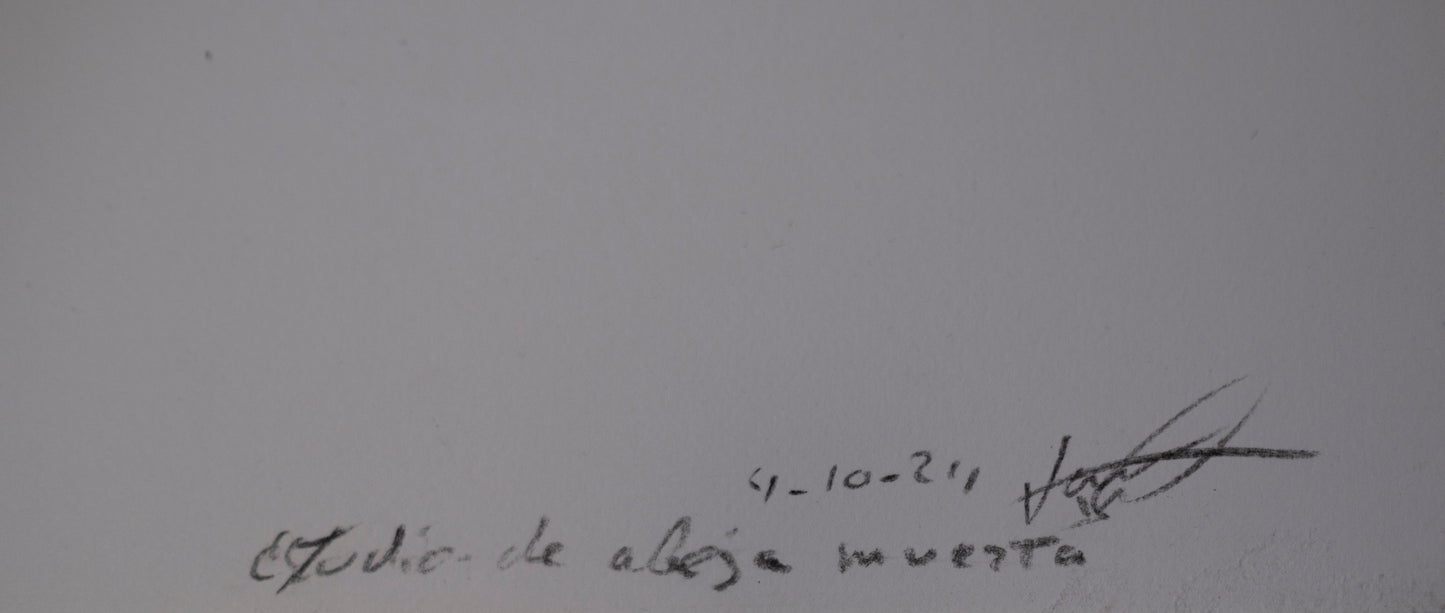 4-10-24
Estudio de abeja muerta